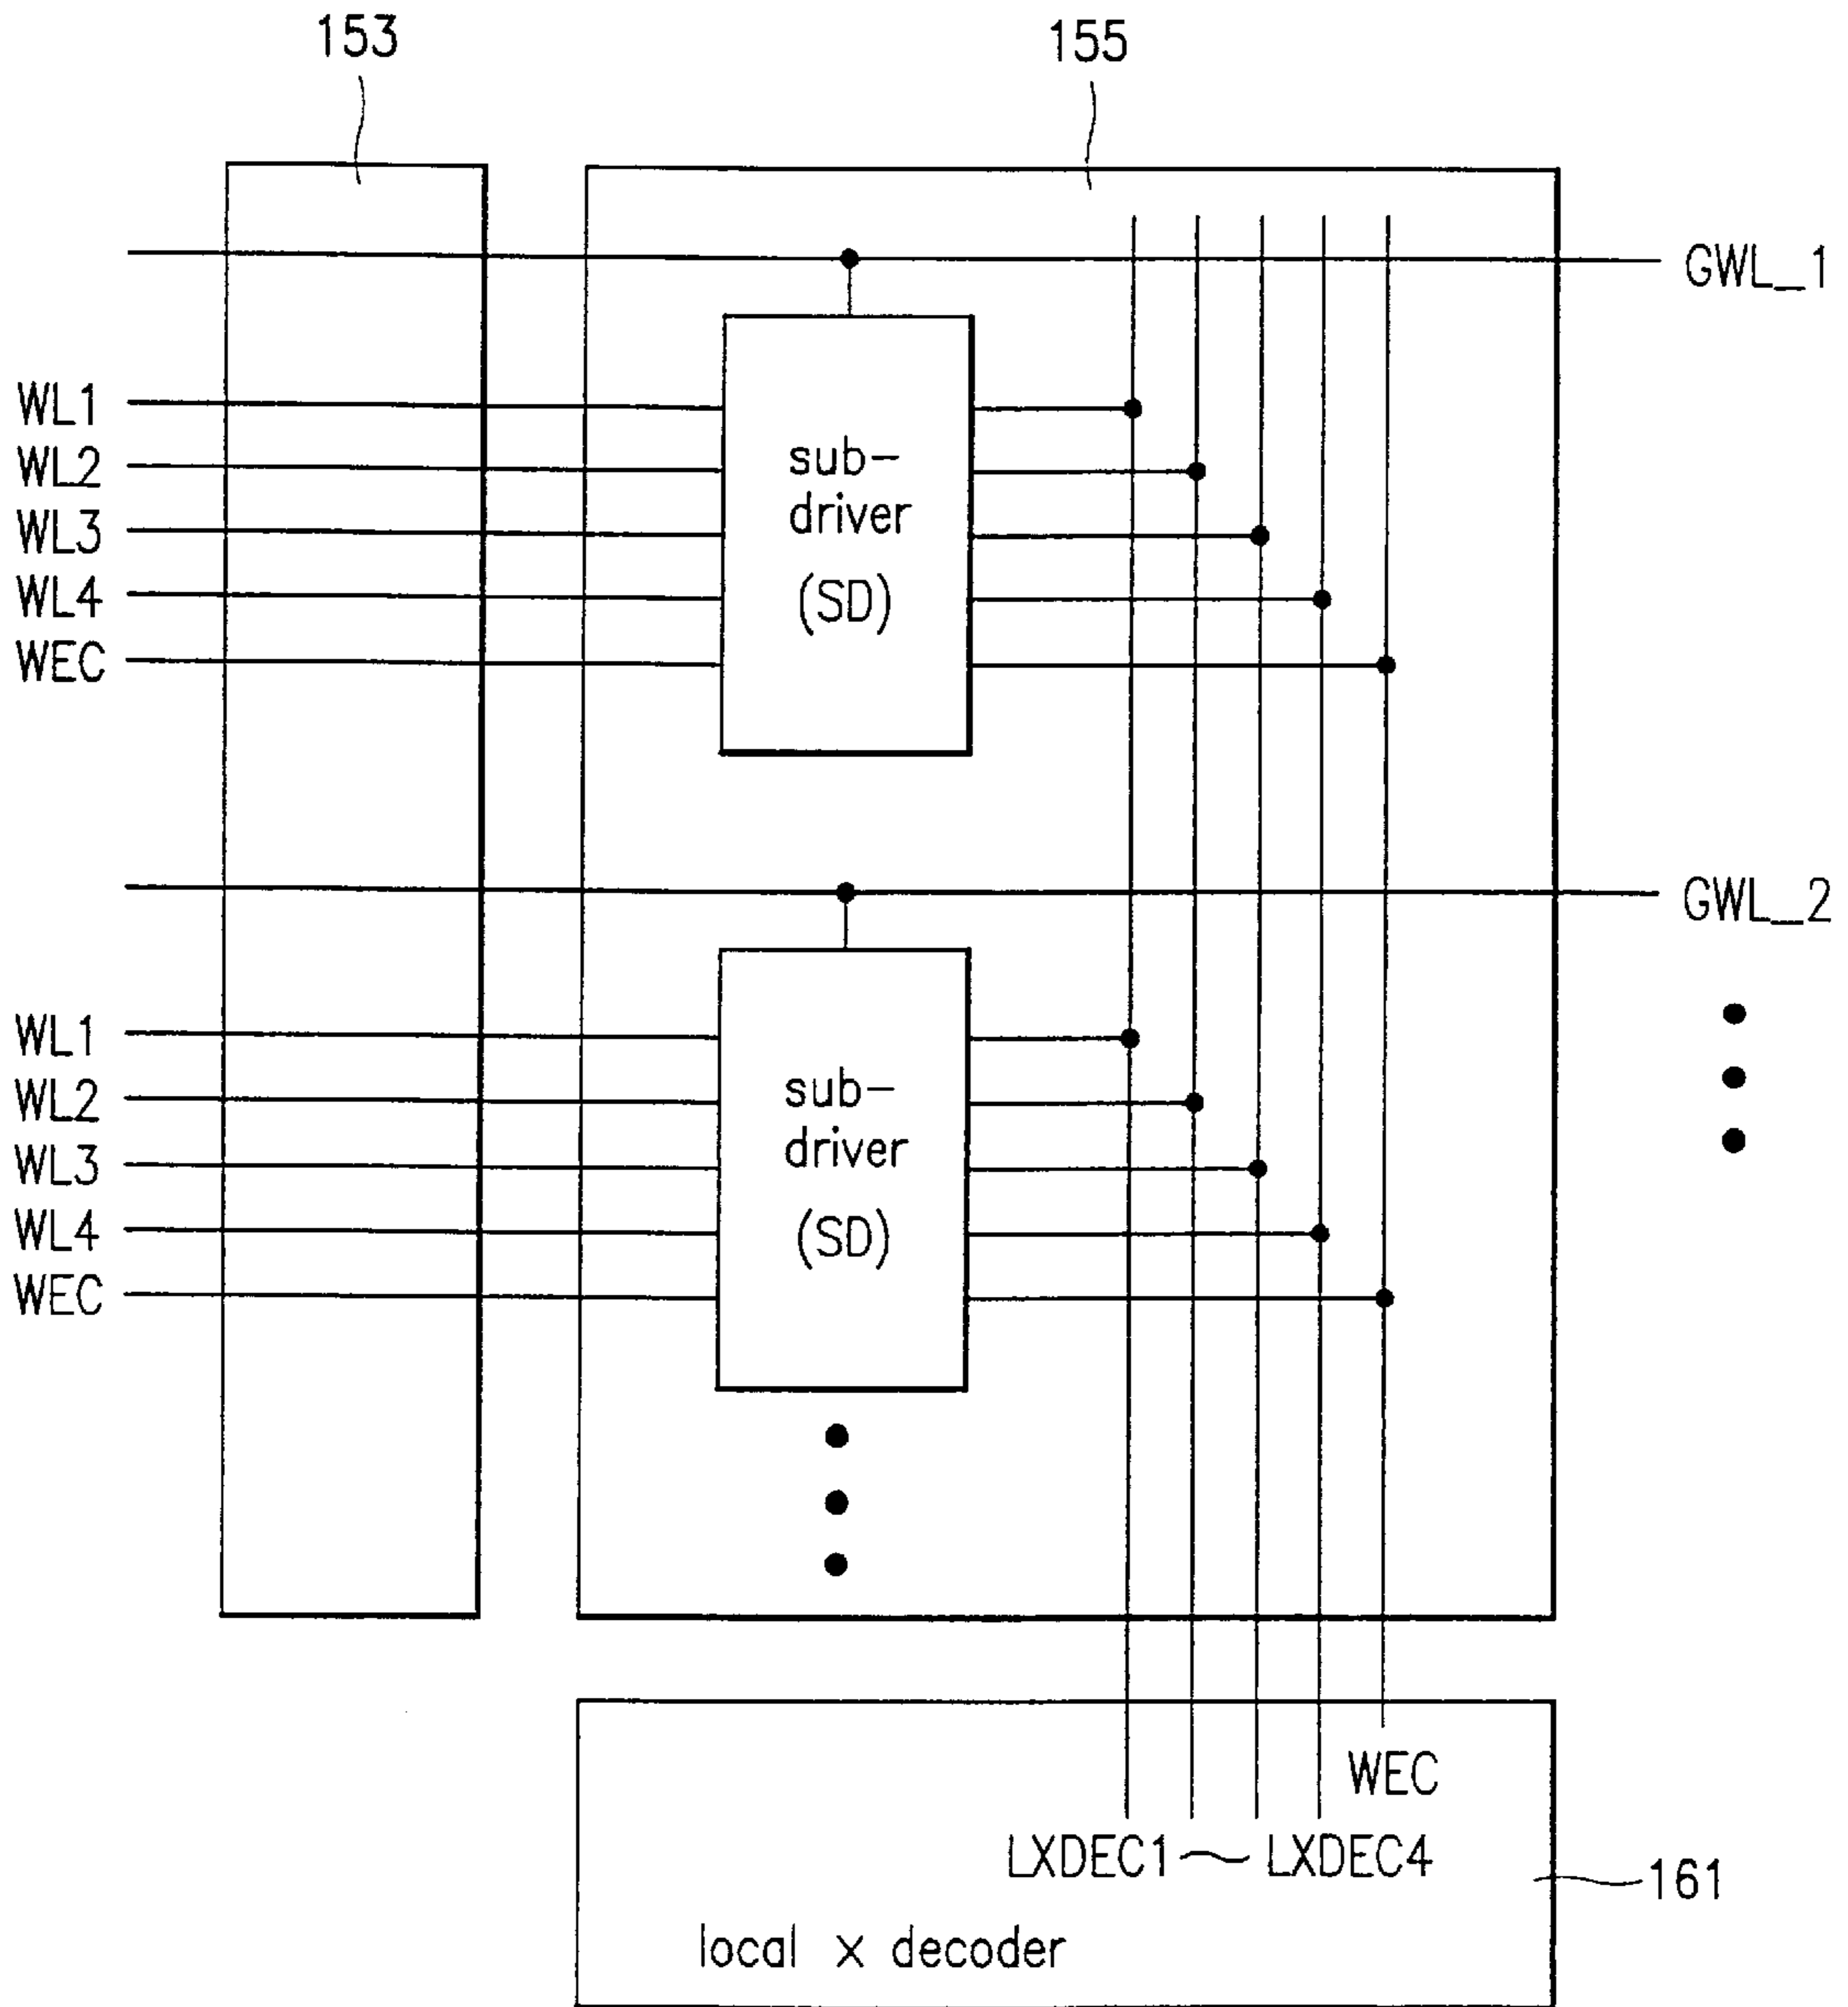 153
155
GWL_1
WL1
WL2
WL3
WL4
WEC
sub-
driver
(SD)
GWL_2
WL1
WL2
WL3
WL4
WEC
sub-
driver
(SD)
WEC
LXDEC1~LXDEC4
161
local x decoder